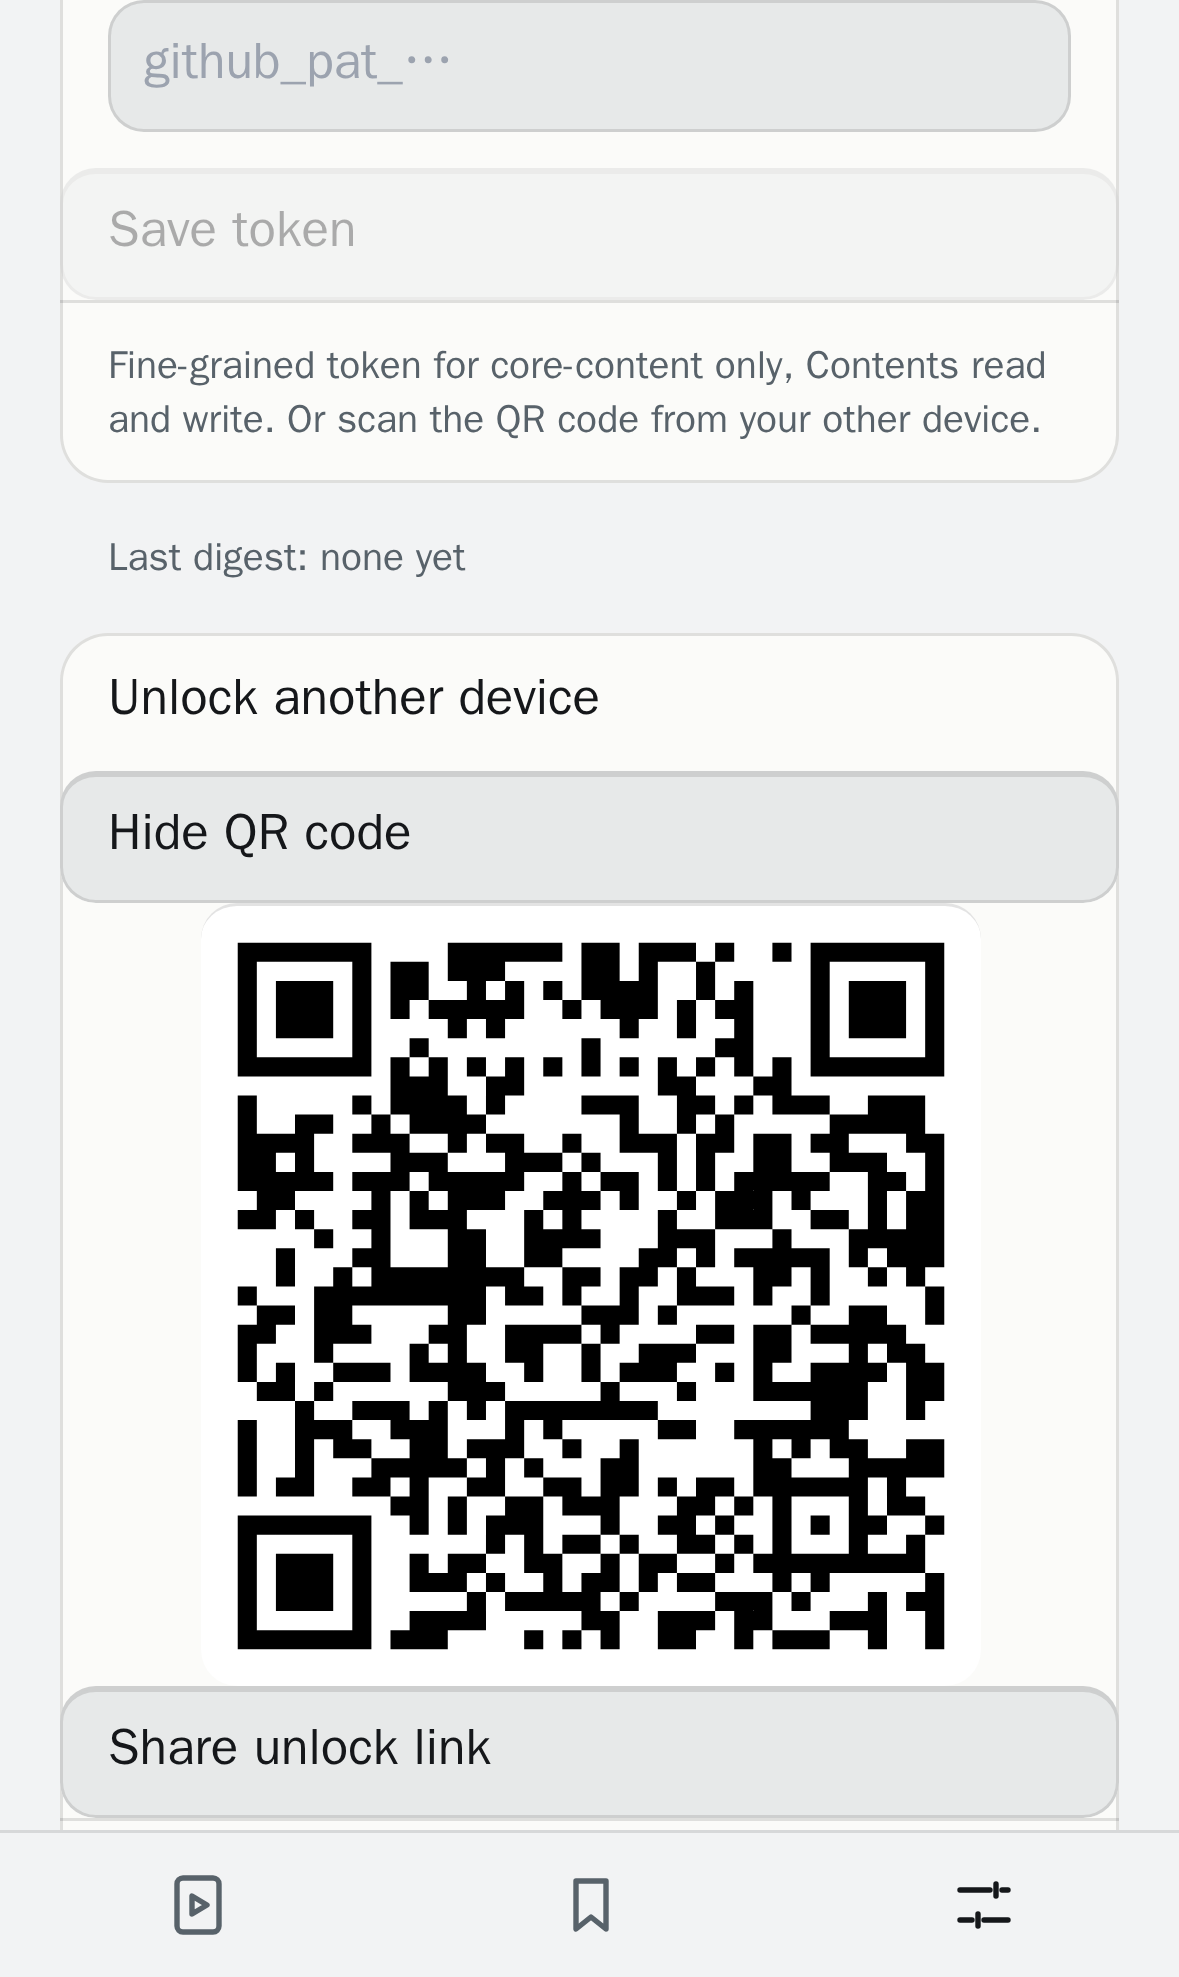 github_pat_···
Save token
Fine-grained token for core-content only, Contents read
and write. Or scan the QR code from your other device.
Last digest: none yet
Unlock another device
Hide QR code
Share unlock link